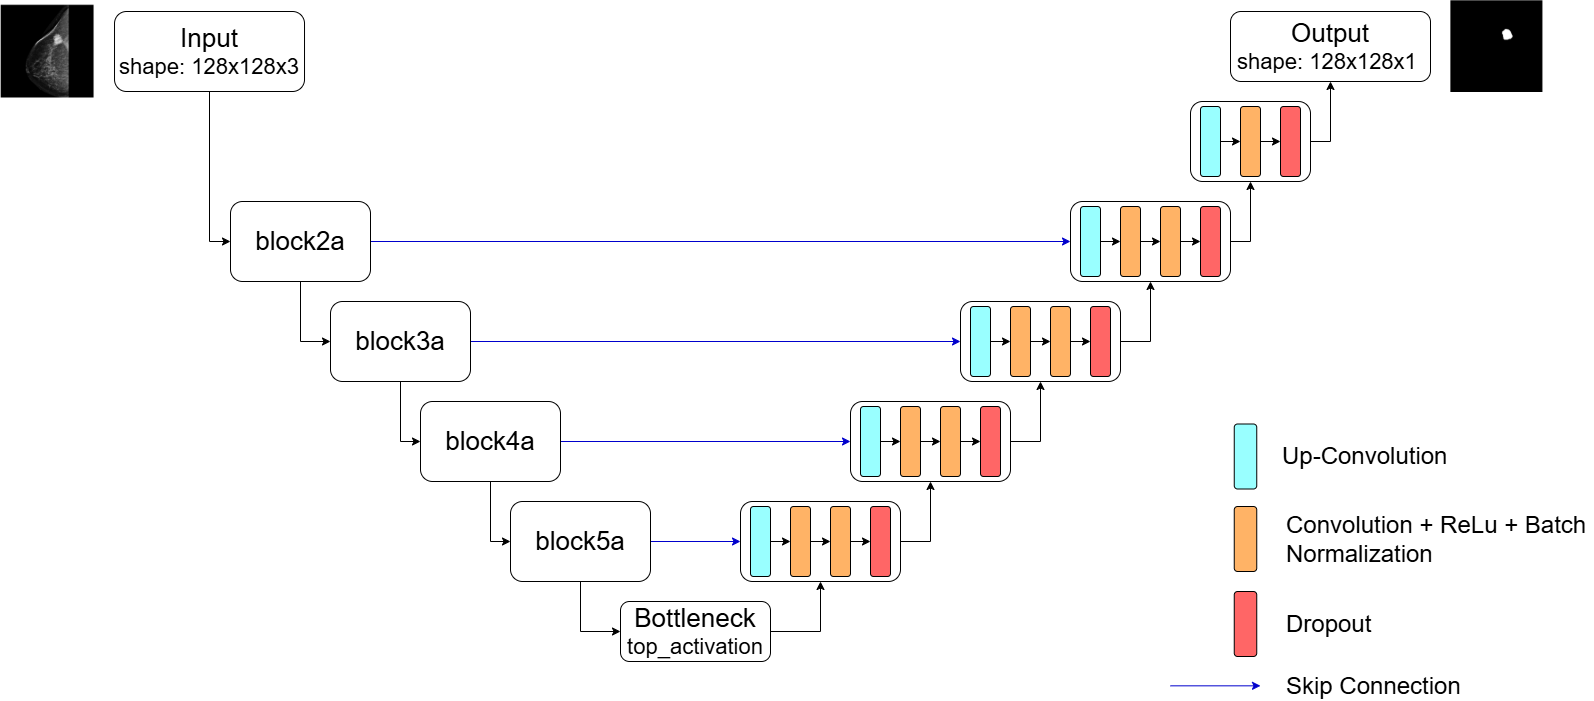 Input
shape: 128x128x3
Output
shape: 128x128x1
block2a
block3a
block4a
block5a
Bottleneck
top_activation
Up-Convolution
Convolution + ReLu + Batch
Normalization
Dropout
Skip Connection